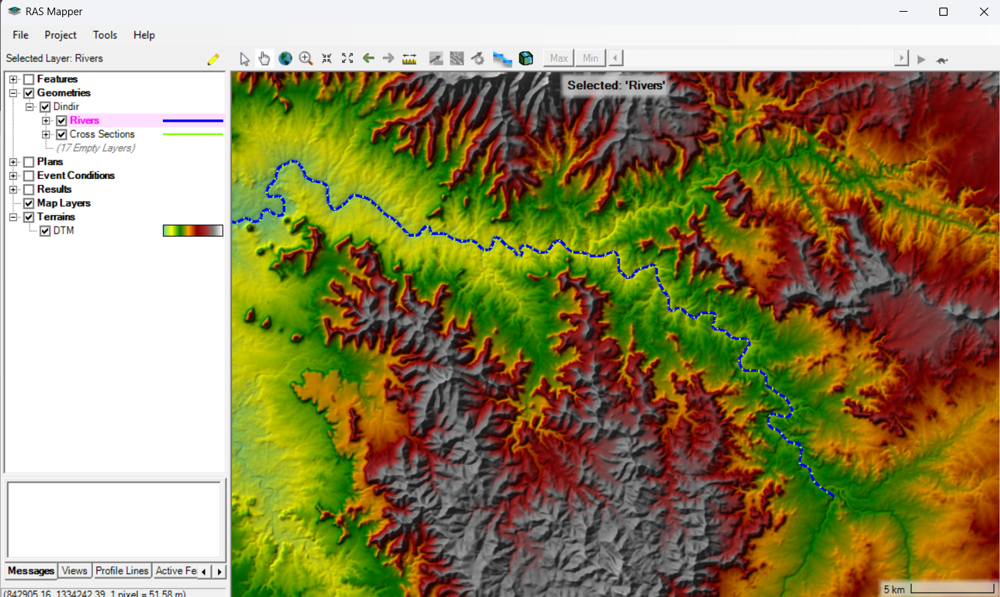 RAS Mapper
File Project Tools Help
Selected Layer: Rivers
Max Min
Features
Geometries
Dindir
Rivers
Cross Sections
(17 Empty Layers)
Plans
Event Conditions
Results
Map Layers
Terrains
DTM
Selected: 'Rivers'
Messages Views Profile Lines Active Fe
(842905.16, 1334242.39, 1 pixel = 51.58 m)
5 km